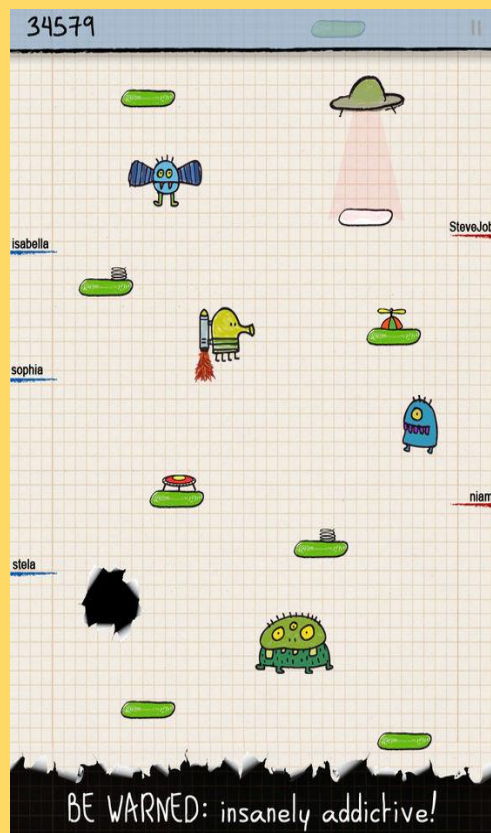 34579
SteveJob
isabella
sophia
niam
stela
BE WARNED: insanely addictive!